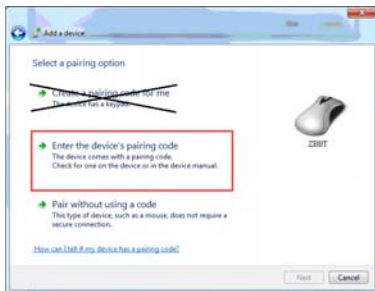 Add a device
Select a pairing option
Create a pairing code for me
The device has a keypad.
Enter the device's pairing code
The device comes with a pairing code.
Check for one on the device or in the device manual.
Pair without using a code
This type of device, such as a mouse, does not require a
secure connection.
How can I tell if my device has a pairing code?
ZBBT
Next
Cancel